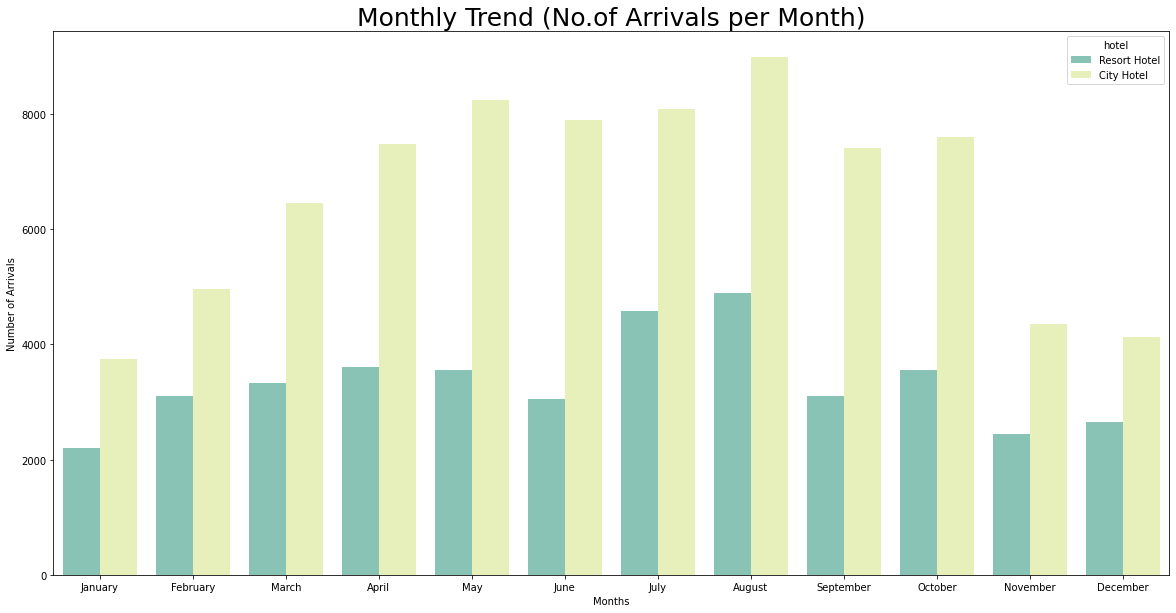 Monthly Trend (No.of Arrivals per Month)
hotel
Resort Hotel
City Hotel
Number of Arrivals
8000
6000
4000
2000
0
January February March April May June July August September October November December
Months